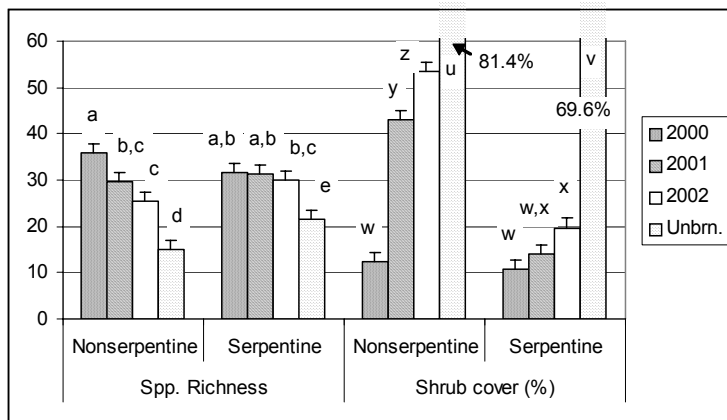 60
50
40
30
20
10
0
a
b,c
c
d
a,b
a,b
b,c
e
w
y
z
u
81.4%
w
w,x
x
v
69.6%
Nonserpentine
Serpentine
Nonserpentine
Serpentine
Spp. Richness
Shrub cover (%)
2000
2001
2002
Unbrn.